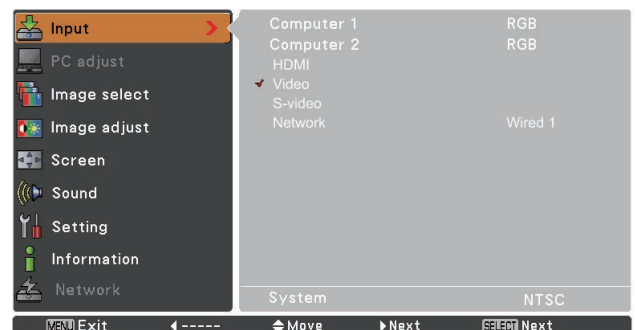 Input
PC adjust
Image select
Image adjust
Screen
Sound
Setting
Information
Network
Computer 1 RGB
Computer 2 RGB
HDMI
Video
S-video
Network Wired 1
System NTSC
MENU Exit ----- Move Next SELECT Next